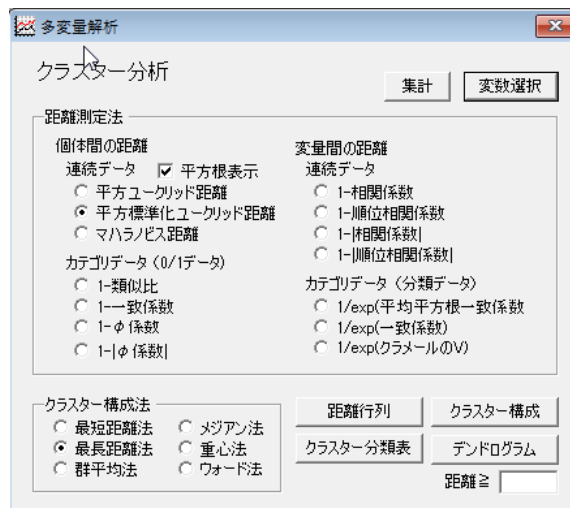 多変量解析
クラスター分析
集計
変数選択
距離測定法
個体間の距離
連続データ
平方根表示
平方ユークリッド距離
平方標準化ユークリッド距離
マハラノビス距離
カテゴリデータ（0/1データ）
1-類似比
1-一致係数
1-φ係数
1-|φ係数|
変量間の距離
連続データ
1-相関係数
1-順位相関係数
1-|相関係数|
1-|順位相関係数|
カテゴリデータ（分類データ）
1/exp(平均平方根一致係数
1/exp(一致係数)
1/exp(クラメールのV)
クラスター構成法
最短距離法
メジアン法
最長距離法
重心法
群平均法
ウォード法
距離行列
クラスター構成
クラスター分類表
デンドログラム
距離≧